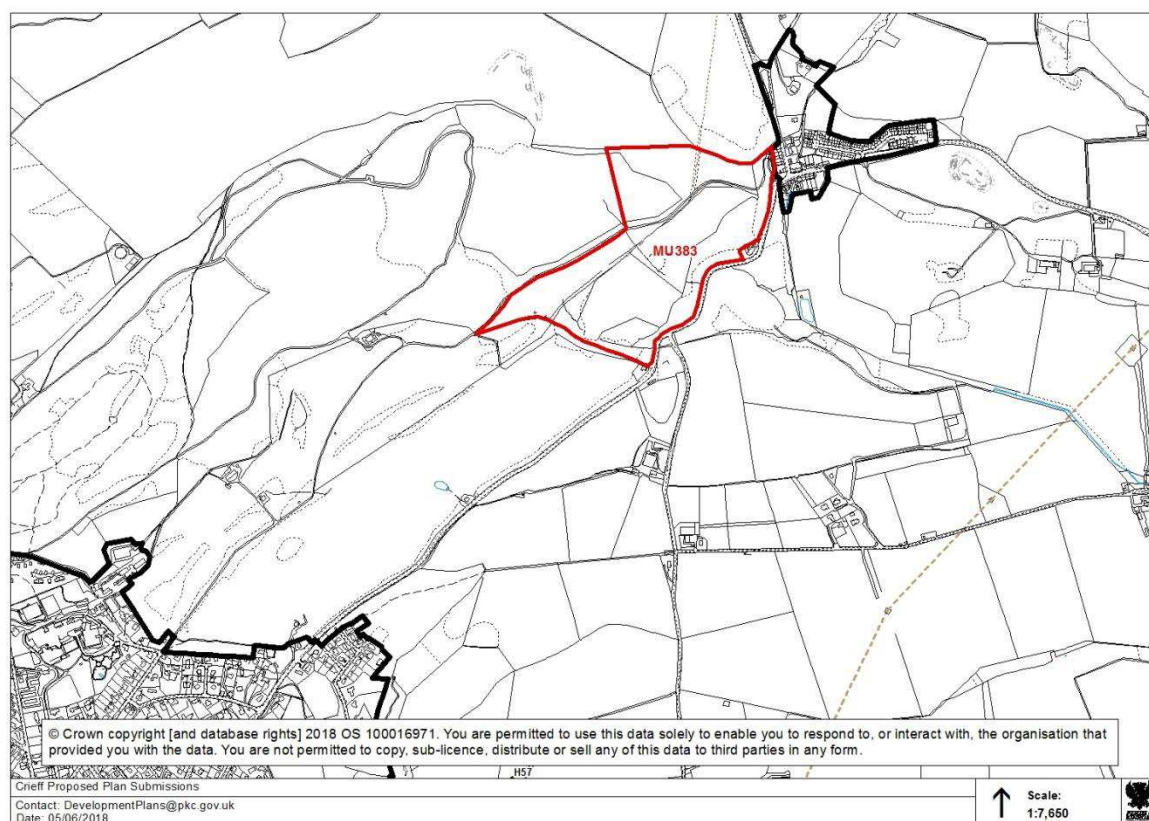 MU383
© Crown copyright [and database rights] 2018 OS 100016971. You are permitted to use this data solely to enable you to respond to, or interact with, the organisation that
provided you with the data. You are not permitted to copy, sub-licence, distribute or sell any of this data to third parties in any form.
H57
Crieff Proposed Plan Submissions
Contact: DevelopmentPlans@pkc.gov.uk
Date: 05/06/2018
Scale:
1:7,650